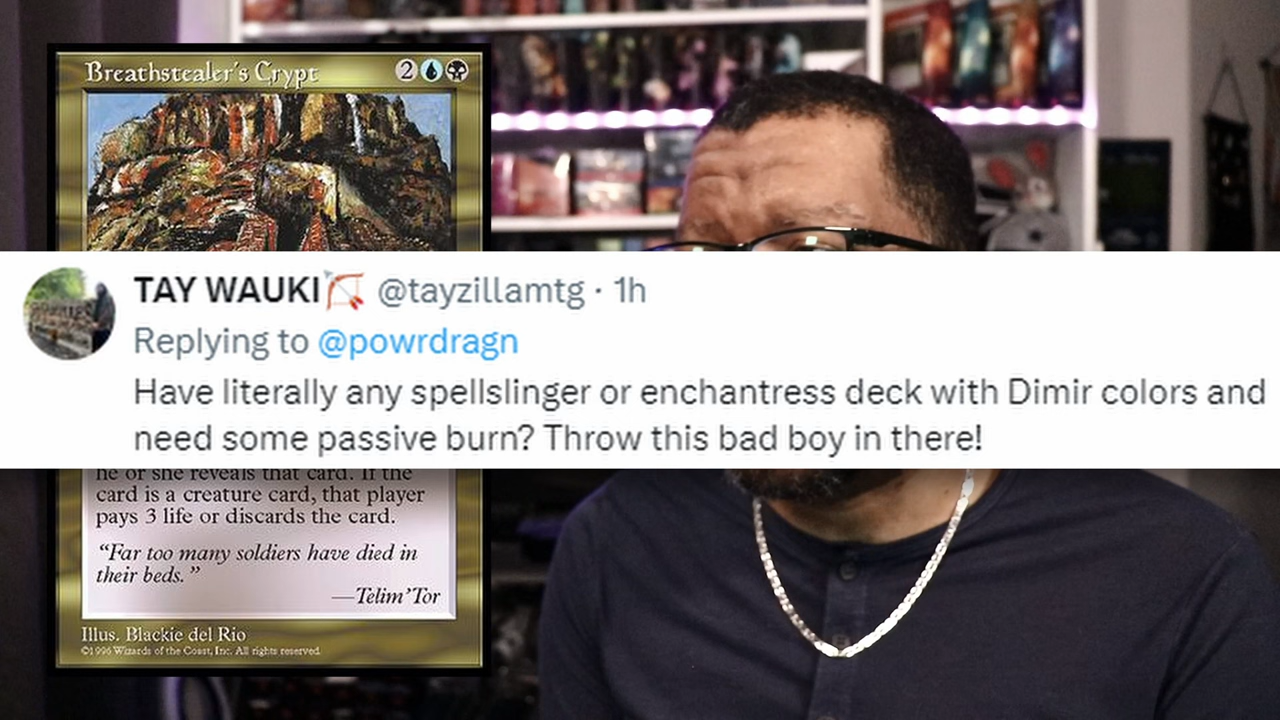 Breathstealer's Crypt 2
TAY WAUKI @tayzillamtg · 1h
Replying to @powrdragn
Have literally any spellslinger or enchantress deck with Dimir colors and
need some passive burn? Throw this bad boy in there!
he or she reveals that card. If the
card is a creature card, that player
pays 3 life or discards the card.
“Far too many soldiers have died in
their beds.”
—Telim'Tor
Illus. Blackie del Rio
©1996 Wizards of the Coast, Inc. All rights reserved.